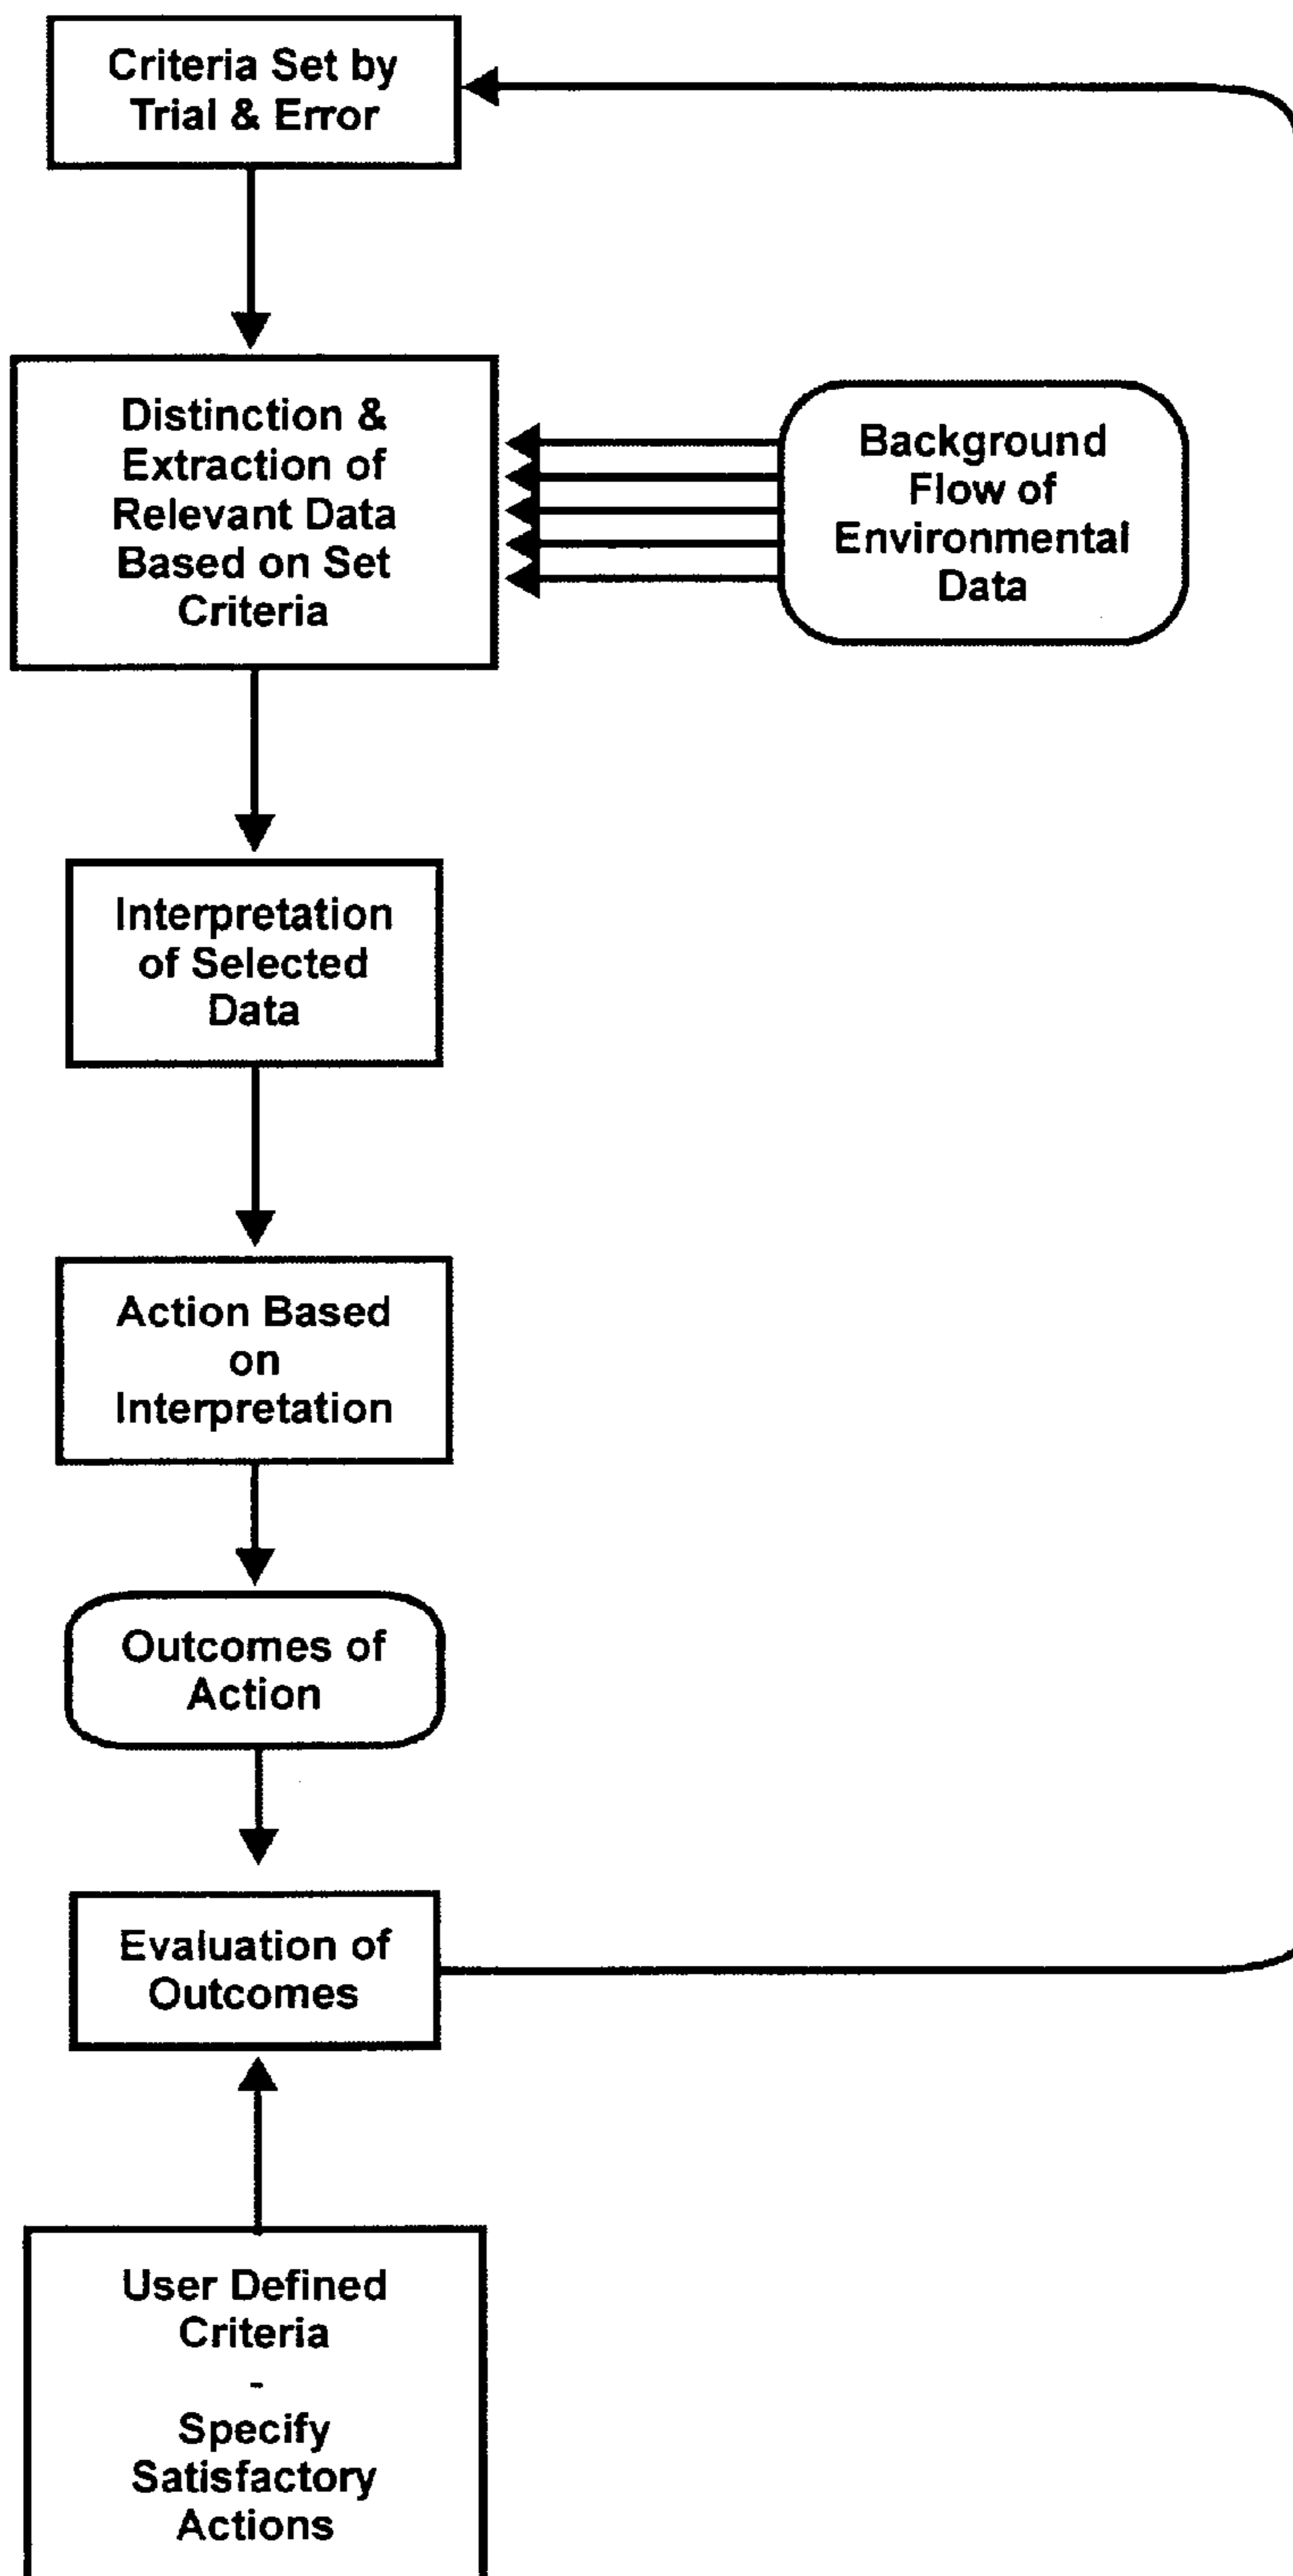 Criteria Set by
Trial & Error
Distinction &
Extraction of
Relevant Data
Based on Set
Criteria
Background
Flow of
Environmental
Data
Interpretation
of Selected
Data
Action Based
on
Interpretation
Outcomes of
Action
Evaluation of
Outcomes
User Defined
Criteria
-
Specify
Satisfactory
Actions